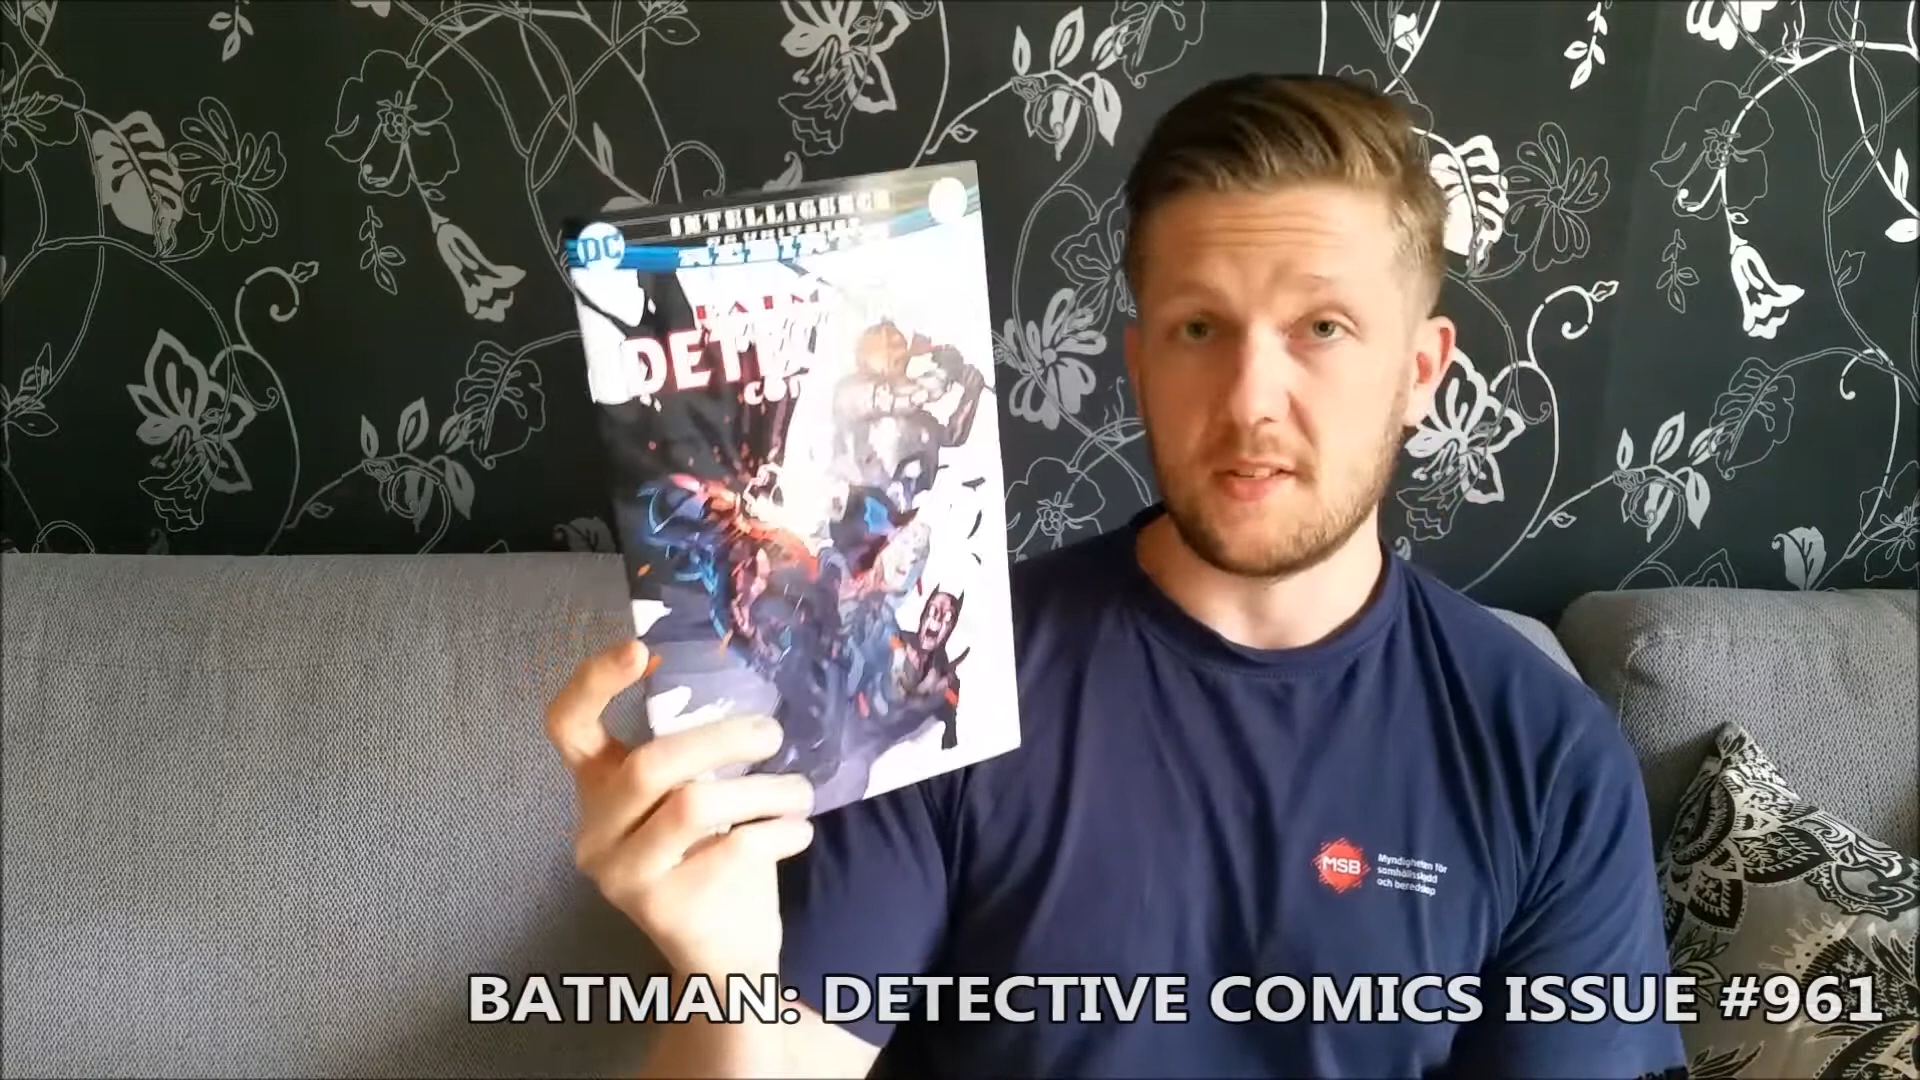 INTELLIGENCE
DC
DETE
MSB
Myndigheten för
samhällsskydd
och beredskap
BATMAN: DETECTIVE COMICS ISSUE #961